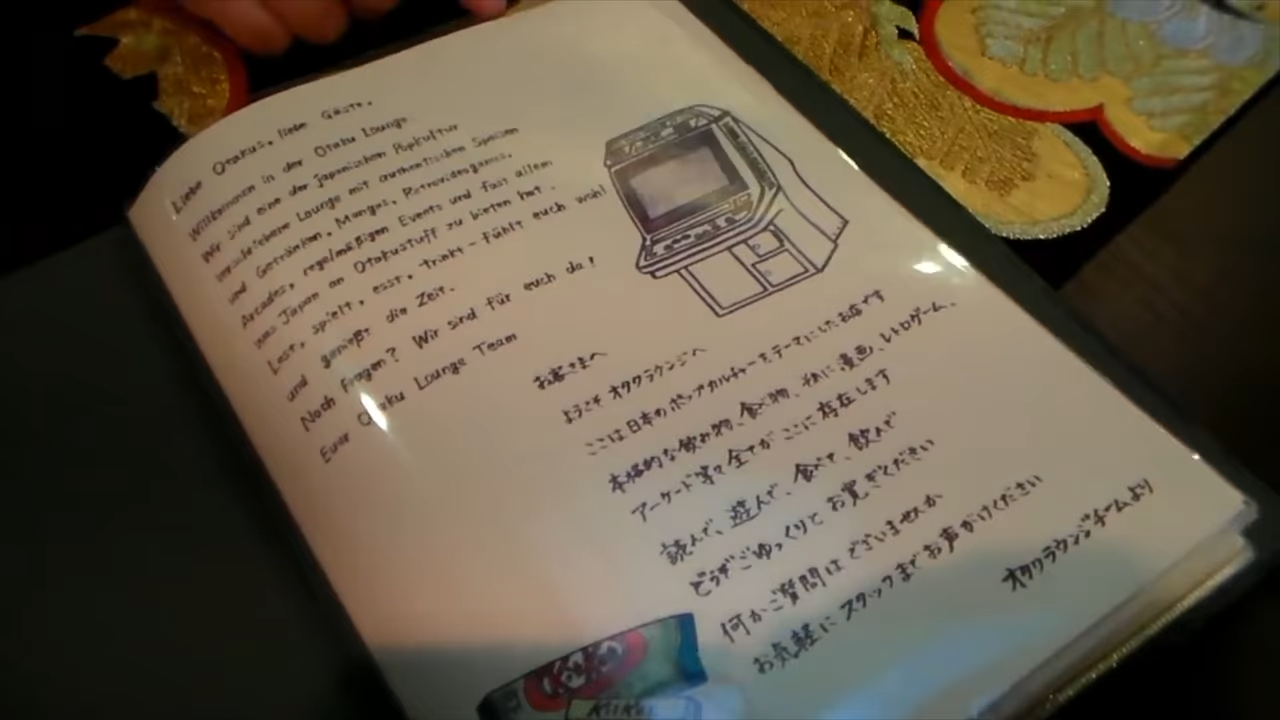 Liebe Otakus, liebe Gäste,
Willkommen in der Otaku Lounge.
Wir sind eine der japanischen Popkultur
verschriebene Lounge mit authentischen Speisen
und Getränken, Mangas, Retrovideogames,
Arcades, regelmäßigen Events und fast allem
was Japan an Otakustuff zu bieten hat.
Lest, spielt, esst, trinkt - fühlt euch wohl
und genießt die Zeit.
Noch Fragen? Wir sind für euch da!
Euer Otaku Lounge Team
お客さまへ
ようこそ オタクラウンジへ
ここは日本のポップカルチャーをテーマにしたお店です
本格的な飲み物、食べ物、それに漫画、レトロゲーム、
アーケード等で全てがここに存在します
読んで、遊んで、食べて、飲んで
どうぞごゆっくりと お寛ぎください
何かご質問はございませんか
お気軽にスタッフまでお声がけください
オタクラウンジチームより